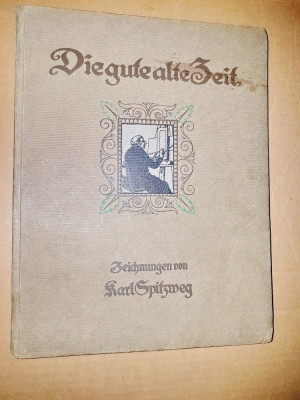 Die gute alte Zeit
Zeichnungen von
Karl Spitzweg